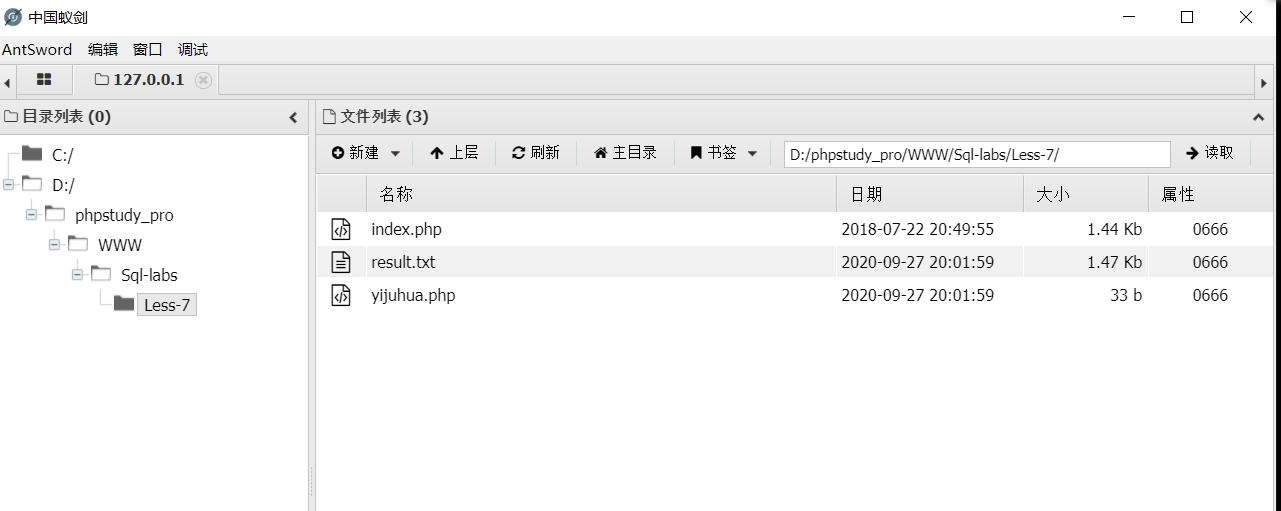 中国蚁剑
AntSword 编辑 窗口 调试
127.0.0.1
目录列表 (0)
文件列表 (3)
新建 上层 刷新 主目录 书签 D:/phpstudy_pro/WWW/Sql-labs/Less-7/ 读取
C:/
D:/
phpstudy_pro
WWW
Sql-labs
Less-7
名称 日期 大小 属性
index.php 2018-07-22 20:49:55 1.44 Kb 0666
result.txt 2020-09-27 20:01:59 1.47 Kb 0666
yijuhua.php 2020-09-27 20:01:59 33 b 0666